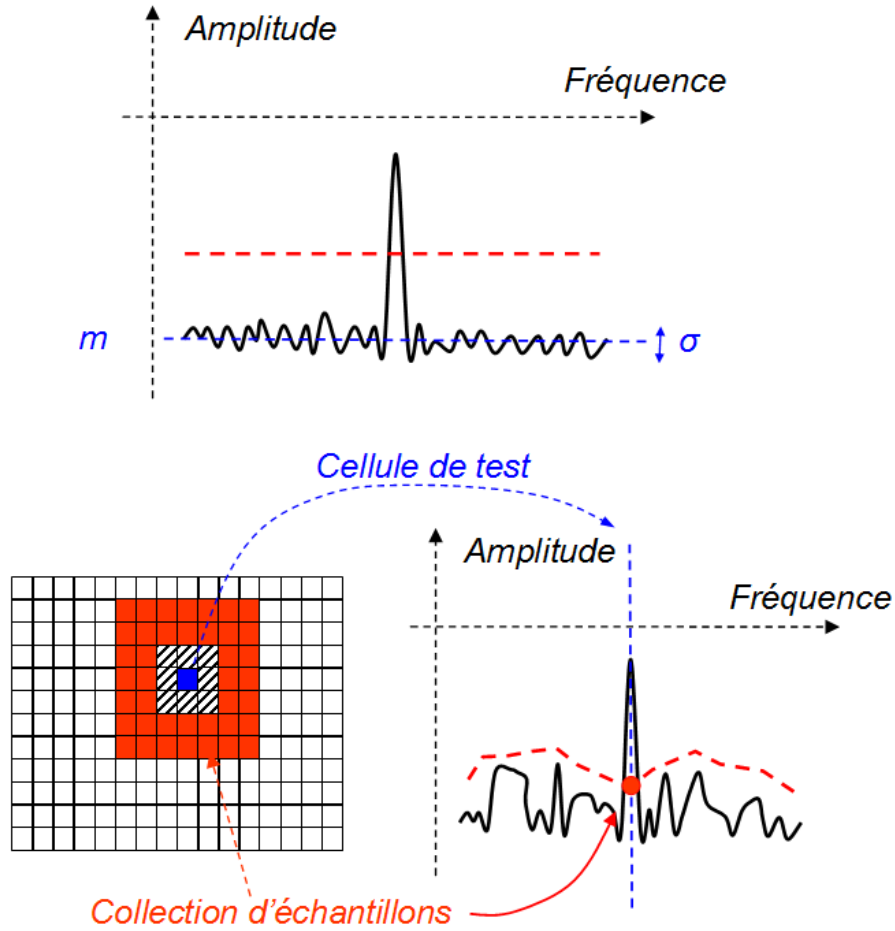 Amplitude
Fréquence
m
σ
Cellule de test
Amplitude
Fréquence
Collection d'échantillons